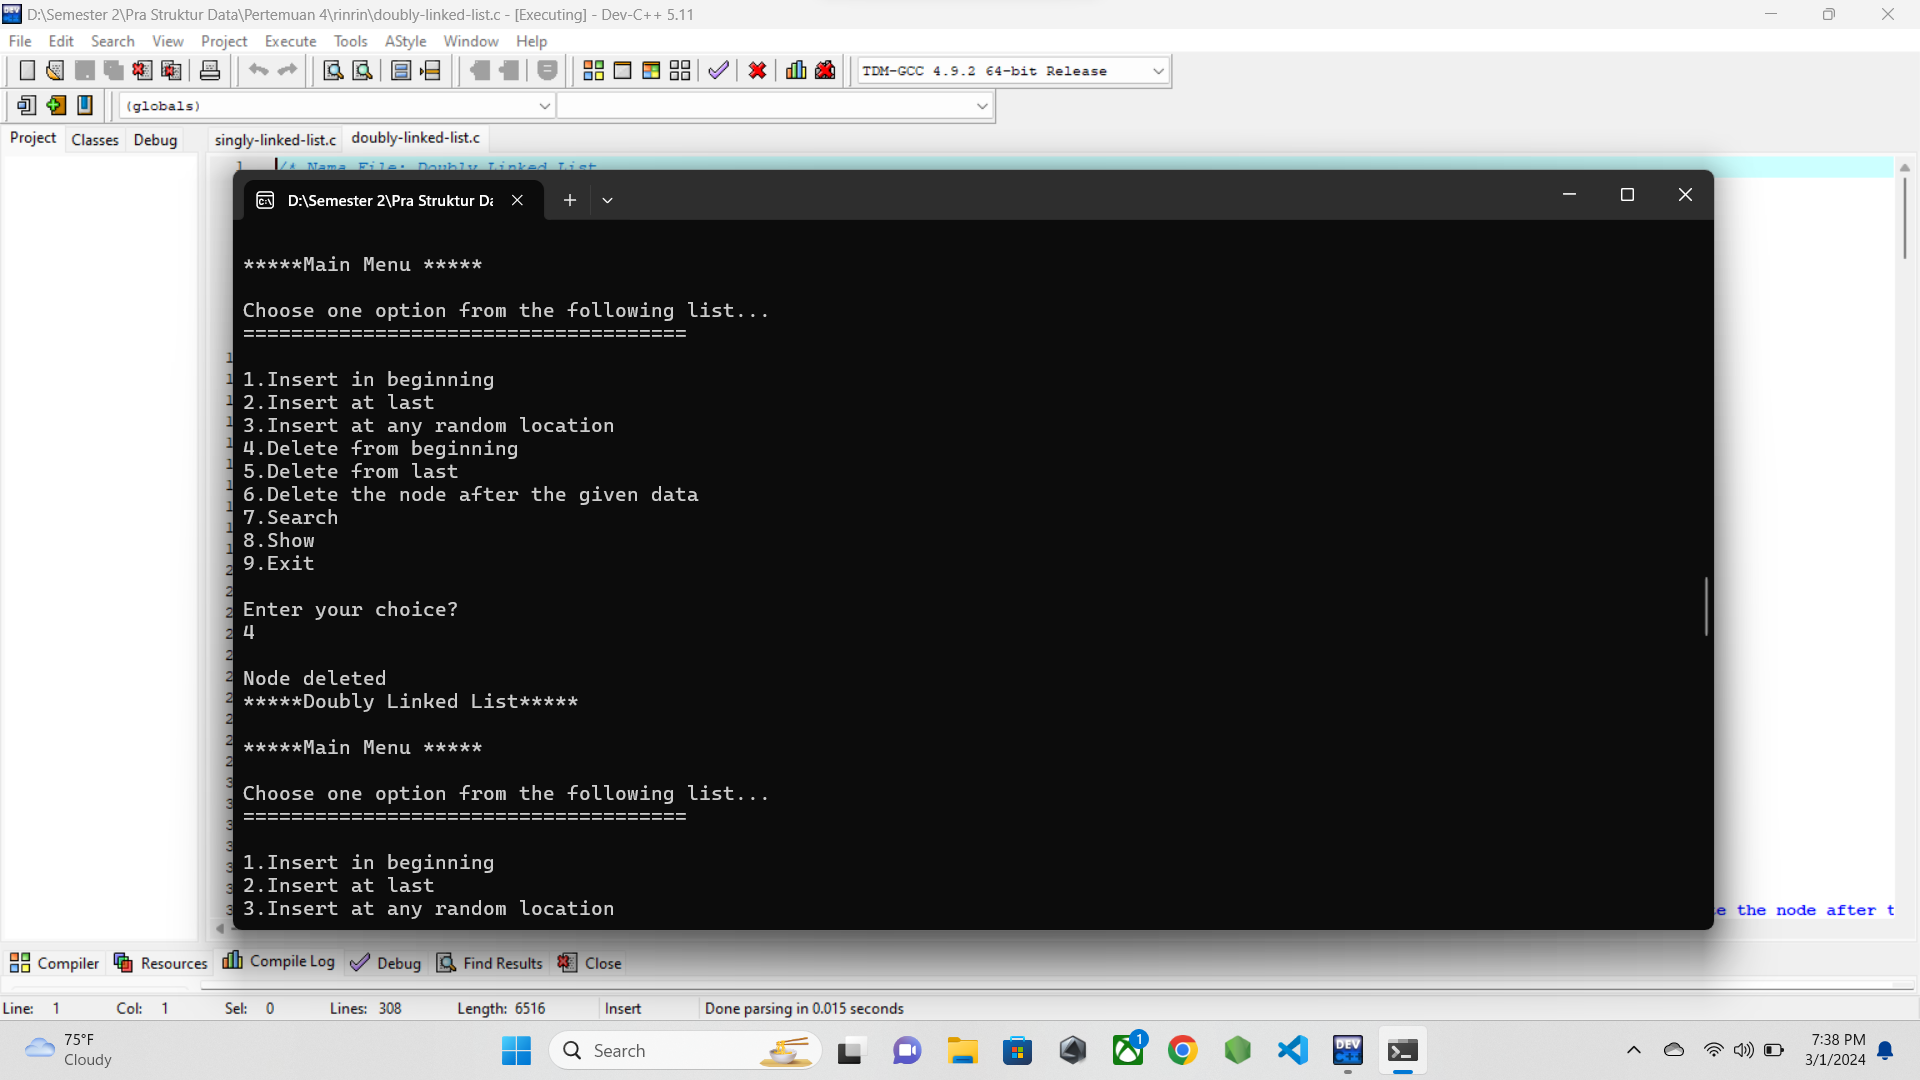 D:\Semester 2\Pra Struktur Data\Pertemuan 4\rinrin\doubly-linked-list.c - [Executing] - Dev-C++ 5.11
File Edit Search View Project Execute Tools AStyle Window Help
TDM-GCC 4.9.2 64-bit Release
(globals)
Project Classes Debug singly-linked-list.c doubly-linked-list.c
1 /* Nama File: Doubly Linked List
D:\Semester 2\Pra Struktur Da
*****Main Menu *****
Choose one option from the following list...
=====================================
1.Insert in beginning
2.Insert at last
3.Insert at any random location
4.Delete from beginning
5.Delete from last
6.Delete the node after the given data
7.Search
8.Show
9.Exit
Enter your choice?
4
Node deleted
*****Doubly Linked List*****
*****Main Menu *****
Choose one option from the following list...
=====================================
1.Insert in beginning
2.Insert at last
3.Insert at any random location
e the node after t
Compiler Resources Compile Log Debug Find Results Close
Line: 1 Col: 1 Sel: 0 Lines: 308 Length: 6516 Insert Done parsing in 0.015 seconds
75°F
Cloudy
Search
1
DEV
C++
7:38 PM
3/1/2024